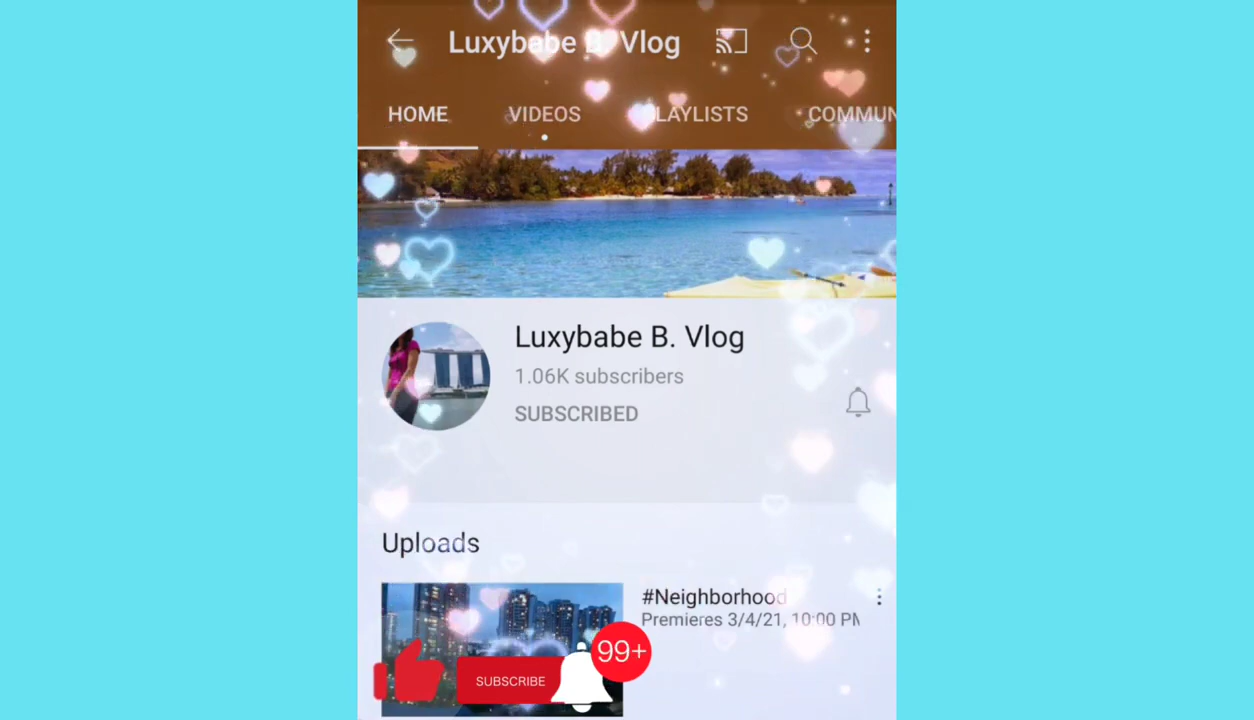 Luxybabe B. Vlog
HOME VIDEOS PLAYLISTS COMMUN
Luxybabe B. Vlog
1.06K subscribers
SUBSCRIBED
Uploads
#Neighborhood
Premieres 3/4/21, 10:00 PM
99+
SUBSCRIBE